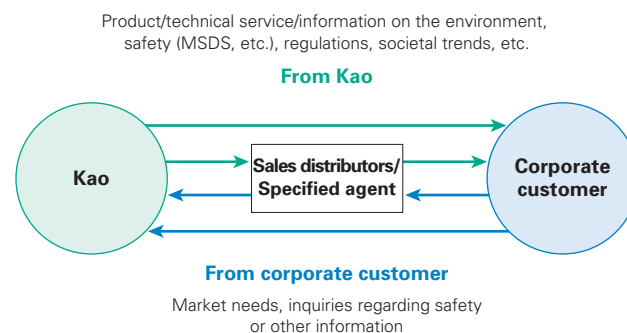 Product/technical service/information on the environment,
safety (MSDS, etc.), regulations, societal trends, etc.
From Kao
Kao
Sales distributors/
Specified agent
Corporate
customer
From corporate customer
Market needs, inquiries regarding safety
or other information